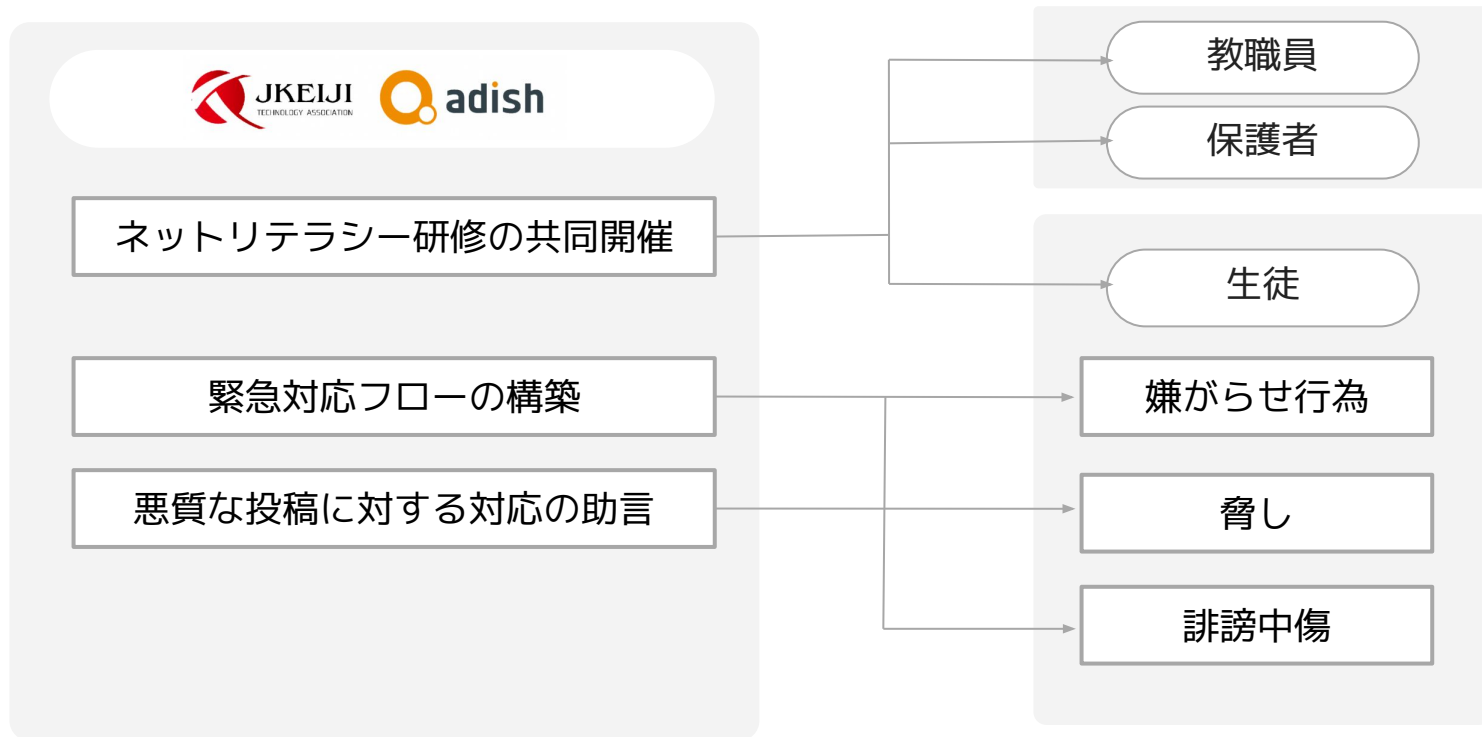 JKEIJI
TECHNOLOGY ASSOCIATION
adish
ネットリテラシー研修の共同開催
緊急対応フローの構築
悪質な投稿に対する対応の助言
教職員
保護者
生徒
嫌がらせ行為
脅し
誹謗中傷